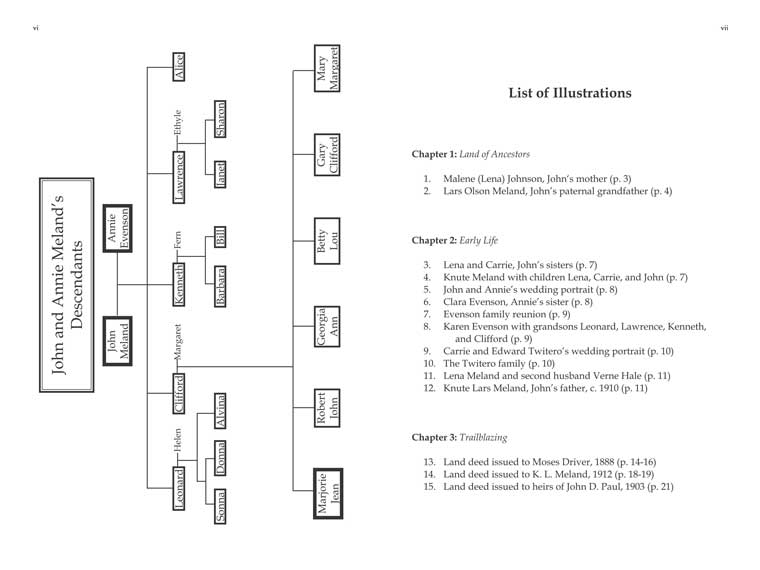 vi
John and Annie Meland's
Descendants
John
Meland
Annie
Evenson
Leonard
Helen
Clifford
Margaret
Kenneth
Fern
Lawrence
Ethyle
Alice
Sonna
Donna
Alvina
Barbara
Bill
Janet
Sharon
Marjorie
Jean
Robert
John
Georgia
Ann
Betty
Lou
Gary
Clifford
Mary
Margaret
vii
List of Illustrations
Chapter 1: Land of Ancestors
1. Malene (Lena) Johnson, John's mother (p. 3)
2. Lars Olson Meland, John's paternal grandfather (p. 4)
Chapter 2: Early Life
3. Lena and Carrie, John's sisters (p. 7)
4. Knute Meland with children Lena, Carrie, and John (p. 7)
5. John and Annie's wedding portrait (p. 8)
6. Clara Evenson, Annie's sister (p. 8)
7. Evenson family reunion (p. 9)
8. Karen Evenson with grandsons Leonard, Lawrence, Kenneth,
and Clifford (p. 9)
9. Carrie and Edward Twitero's wedding portrait (p. 10)
10. The Twitero family (p. 10)
11. Lena Meland and second husband Verne Hale (p. 11)
12. Knute Lars Meland, John's father, c. 1910 (p. 11)
Chapter 3: Trailblazing
13. Land deed issued to Moses Driver, 1888 (p. 14-16)
14. Land deed issued to K. L. Meland, 1912 (p. 18-19)
15. Land deed issued to heirs of John D. Paul, 1903 (p. 21)